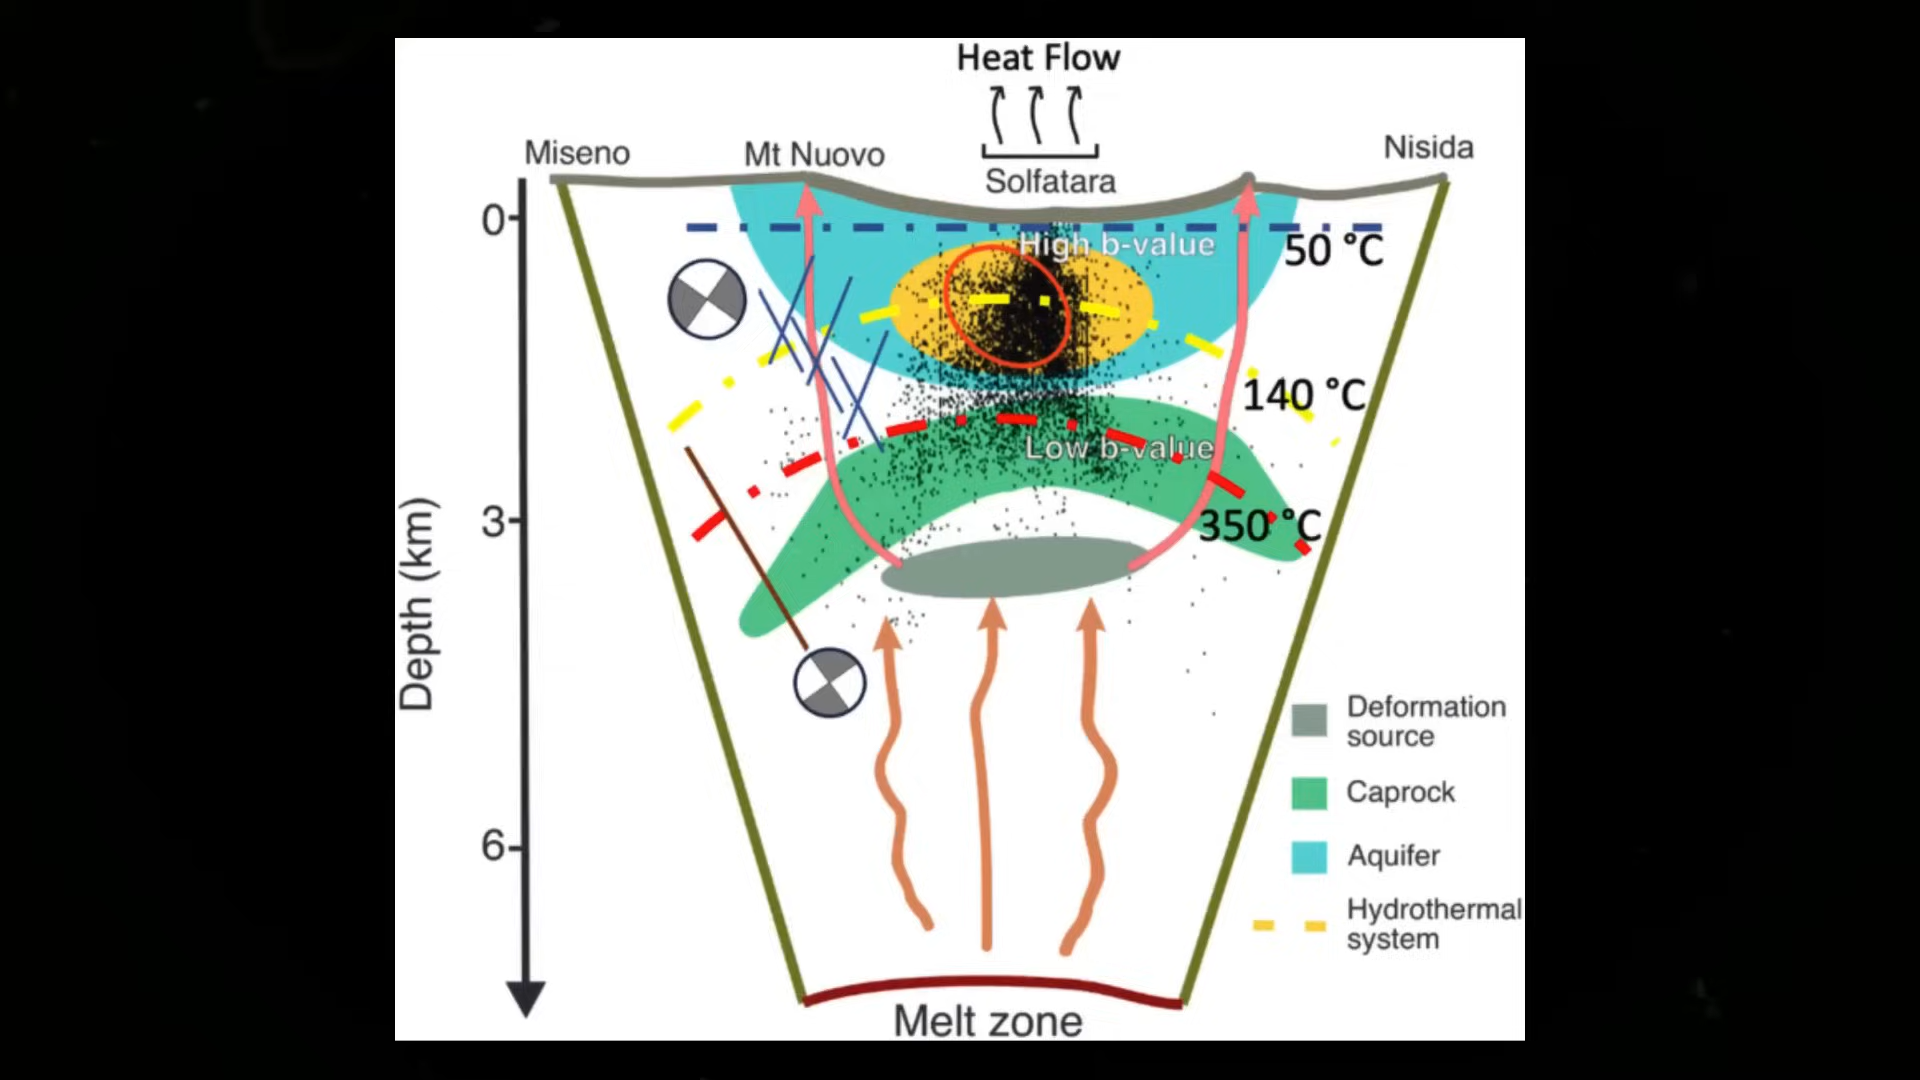 Heat Flow
Miseno
Mt Nuovo
Solfatara
Nisida
0
High b-value
50 °C
140 °C
Low b-value
3
350 °C
Depth (km)
6
Deformation
source
Caprock
Aquifer
Hydrothermal
system
Melt zone